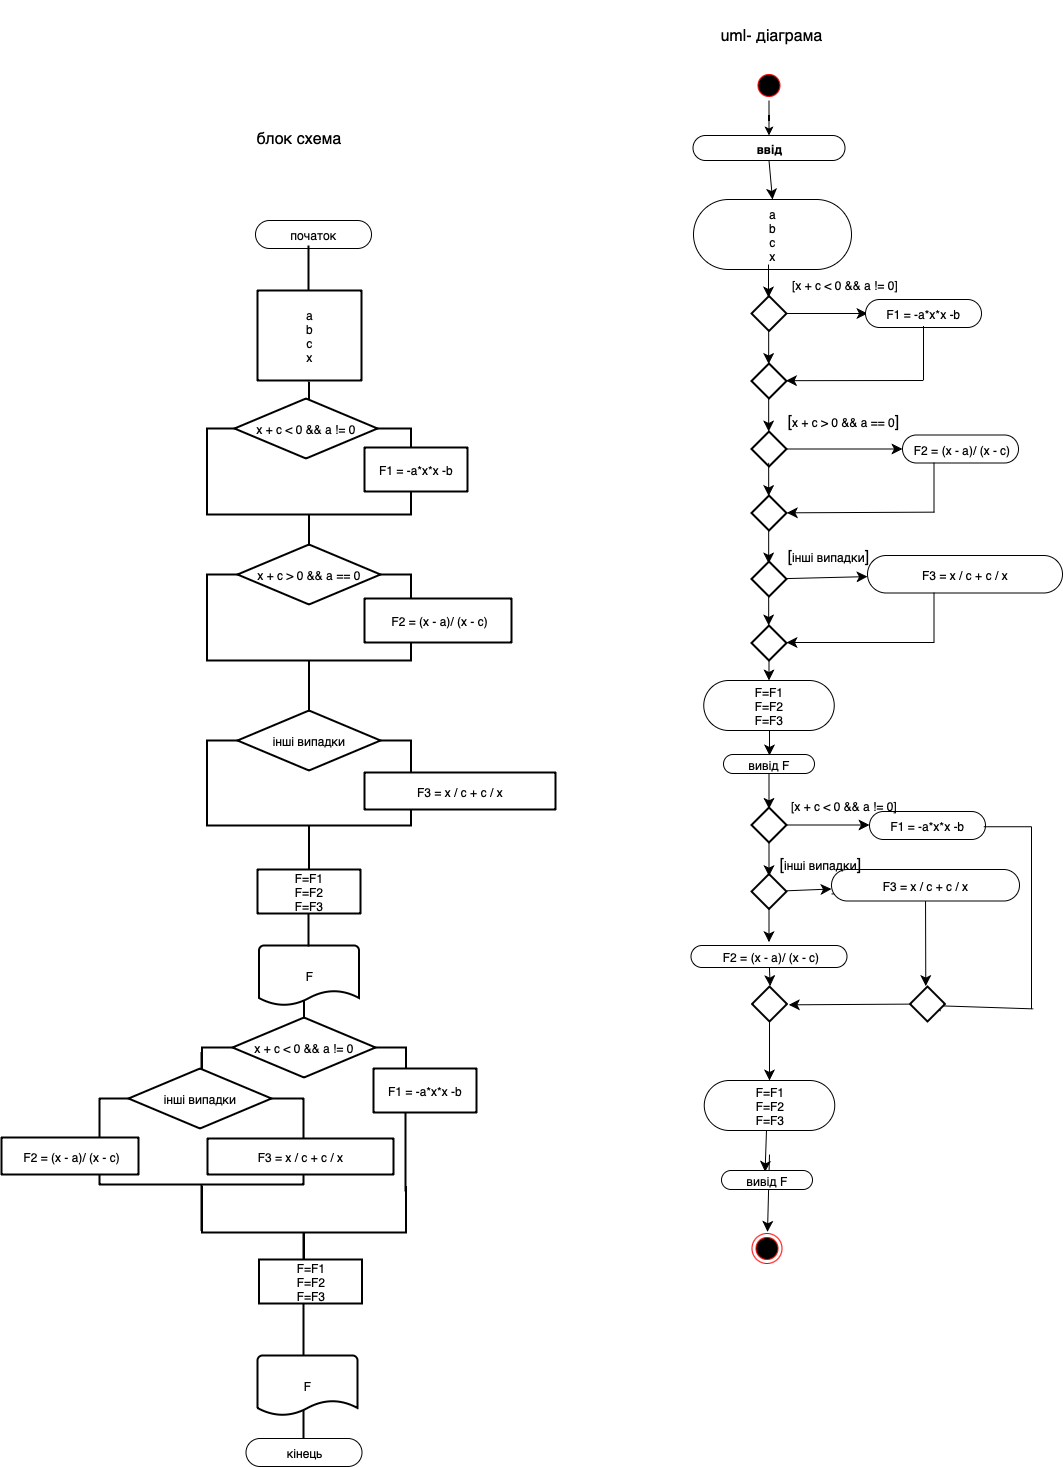 блок схема
початок
a
b
c
x
x + c < 0 && a != 0
F1 = -a*x*x -b
x + c > 0 && a == 0
F2 = (x - a)/ (x - c)
інші випадки
F3 = x / c + c / x
F=F1
F=F2
F=F3
F
x + c < 0 && a != 0
F1 = -a*x*x -b
інші випадки
F2 = (x - a)/ (x - c)
F3 = x / c + c / x
F=F1
F=F2
F=F3
F
кінець
uml- діаграма
ввід
a
b
c
x
[x + c < 0 && a != 0]
F1 = -a*x*x -b
[x + c > 0 && a == 0]
F2 = (x - a)/ (x - c)
[інші випадки]
F3 = x / c + c / x
F=F1
F=F2
F=F3
вивід F
[x + c < 0 && a != 0]
F1 = -a*x*x -b
[інші випадки]
F3 = x / c + c / x
F2 = (x - a)/ (x - c)
F=F1
F=F2
F=F3
вивід F